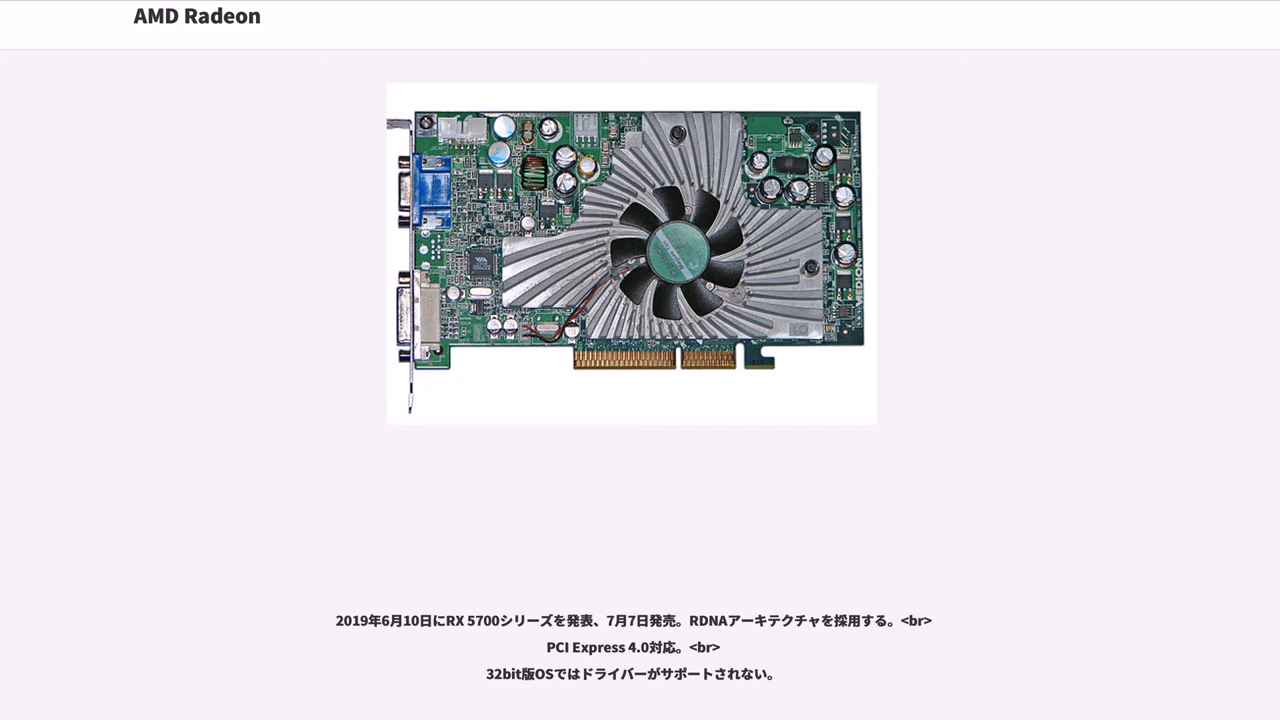 AMD Radeon
MEDION
2019年6月10日にRX 5700シリーズを発表、7月7日発売。RDNAアーキテクチャを採用する。<br>
PCI Express 4.0対応。<br>
32bit版OSではドライバーがサポートされない。